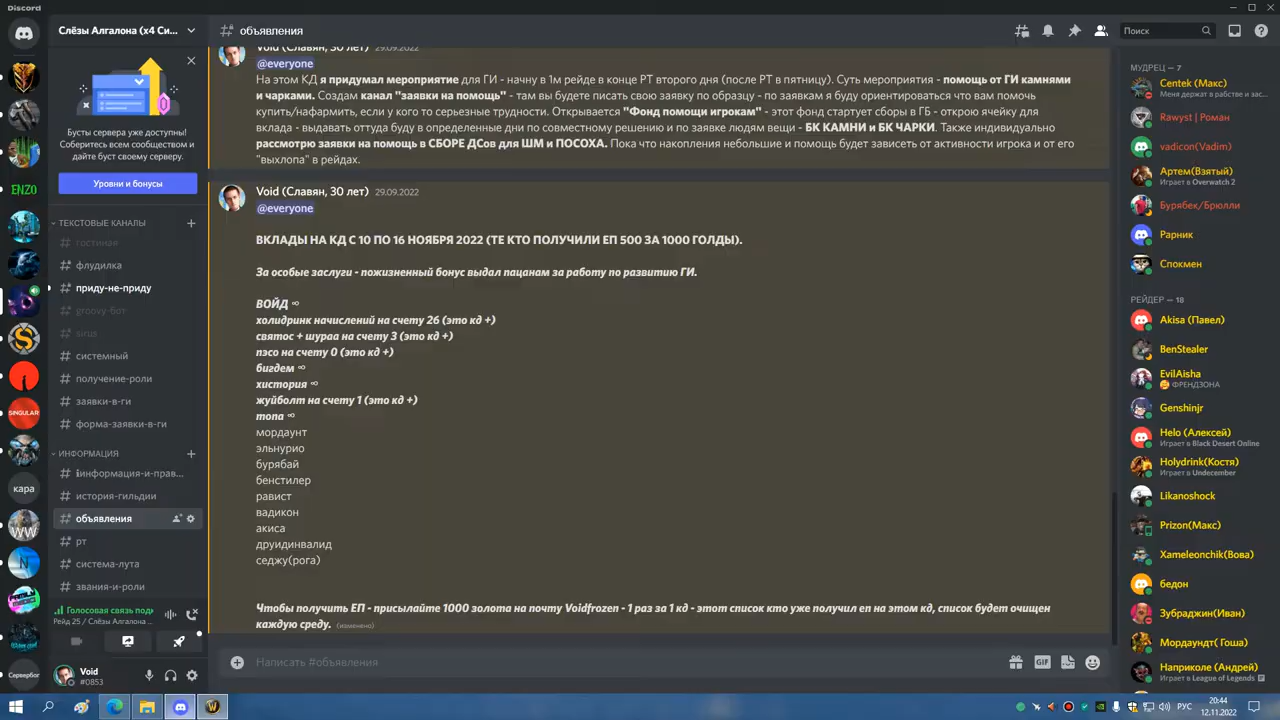 Discord
Слёзы Алгалона (x4 Си...
объявления
Поиск
Бусты сервера уже доступны!
Соберитесь всем сообществом и
дайте буст своему серверу.
Уровни и бонусы
ENZO
SINGULAR
кара
WW
N
Серверbot
ТЕКСТОВЫЕ КАНАЛЫ
гостиная
флудилка
приду-не-приду
groovy-бот
sirus
системный
получение-роли
заявки-в-ги
форма-заявки-в-ги
ИНФОРМАЦИЯ
информация-и-прав...
история-гильдии
объявления
рт
система-лута
звания-и-роли
Голосовая связь подк
Рейд 25 / Слёзы Алгалона ...
Void
#0853
Void (Славян, 30 лет) 29.09.2022
@everyone
На этом КД я придумал мероприятие для ГИ - начну в 1м рейде в конце РТ второго дня (после РТ в пятницу). Суть мероприятия - помощь от ГИ камнями
и чарками. Создам канал "заявки на помощь" - там вы будете писать свою заявку по образцу - по заявкам я буду ориентироваться что вам помочь
купить/нафармить, если у кого то серьезные трудности. Открывается "Фонд помощи игрокам" - этот фонд стартует сборы в ГБ - открою ячейку для
вклада - выдавать оттуда буду в определенные дни по совместному решению и по заявке людям вещи - БК КАМНИ и БК ЧАРКИ. Также индивидуально
рассмотрю заявки на помощь в СБОРЕ ДСов для ШМ и ПОСОХА. Пока что накопления небольшие и помощь будет зависеть от активности игрока и от его
"выхлопа" в рейдах.
Void (Славян, 30 лет) 29.09.2022
@everyone
ВКЛАДЫ НА КД С 10 ПО 16 НОЯБРЯ 2022 (ТЕ КТО ПОЛУЧИЛИ ЕП 500 ЗА 1000 ГОЛДЫ).
За особые заслуги - пожизненный бонус выдал пацанам за работу по развитию ГИ.
ВОЙД ∞
холидринк начислений на счету 26 (это кд +)
святос + шураа на счету 3 (это кд +)
пэсо на счету 0 (это кд +)
бигдем ∞
хистория ∞
жуйболт на счету 1 (это кд +)
топа ∞
мордаунт
эльнурио
бурябай
бенстилер
равист
вадикон
акиса
друидинвалид
седжу(рога)
Чтобы получить ЕП - присылайте 1000 золота на почту Voidfrozen - 1 раз за 1 кд - этот список кто уже получил еп на этом кд, список будет очищен
каждую среду. (изменено)
Написать #объявления
GIF
МУДРЕЦ — 7
Centek (Макс)
Меня держат в рабстве и зас...
Rawyst | Роман
vadicon(Vadim)
Артем(Взятый)
Играет в Overwatch 2
Бурябек/Брюлли
Рарник
Спокмен
РЕЙДЕР — 18
Akisa (Павел)
BenStealer
EvilAisha
ФРЕНДЗОНА
Genshinjr
Helo (Алексей)
Играет в Black Desert Online
Holydrink(Костя)
Играет в Undecember
Likanoshock
Prizon(Макс)
Xameleonchik(Вова)
бедон
Зубраджин(Иван)
Мордаундт( Гоша)
Наприколе (Андрей)
Играет в League of Legends
РУС
20:44
12.11.2022